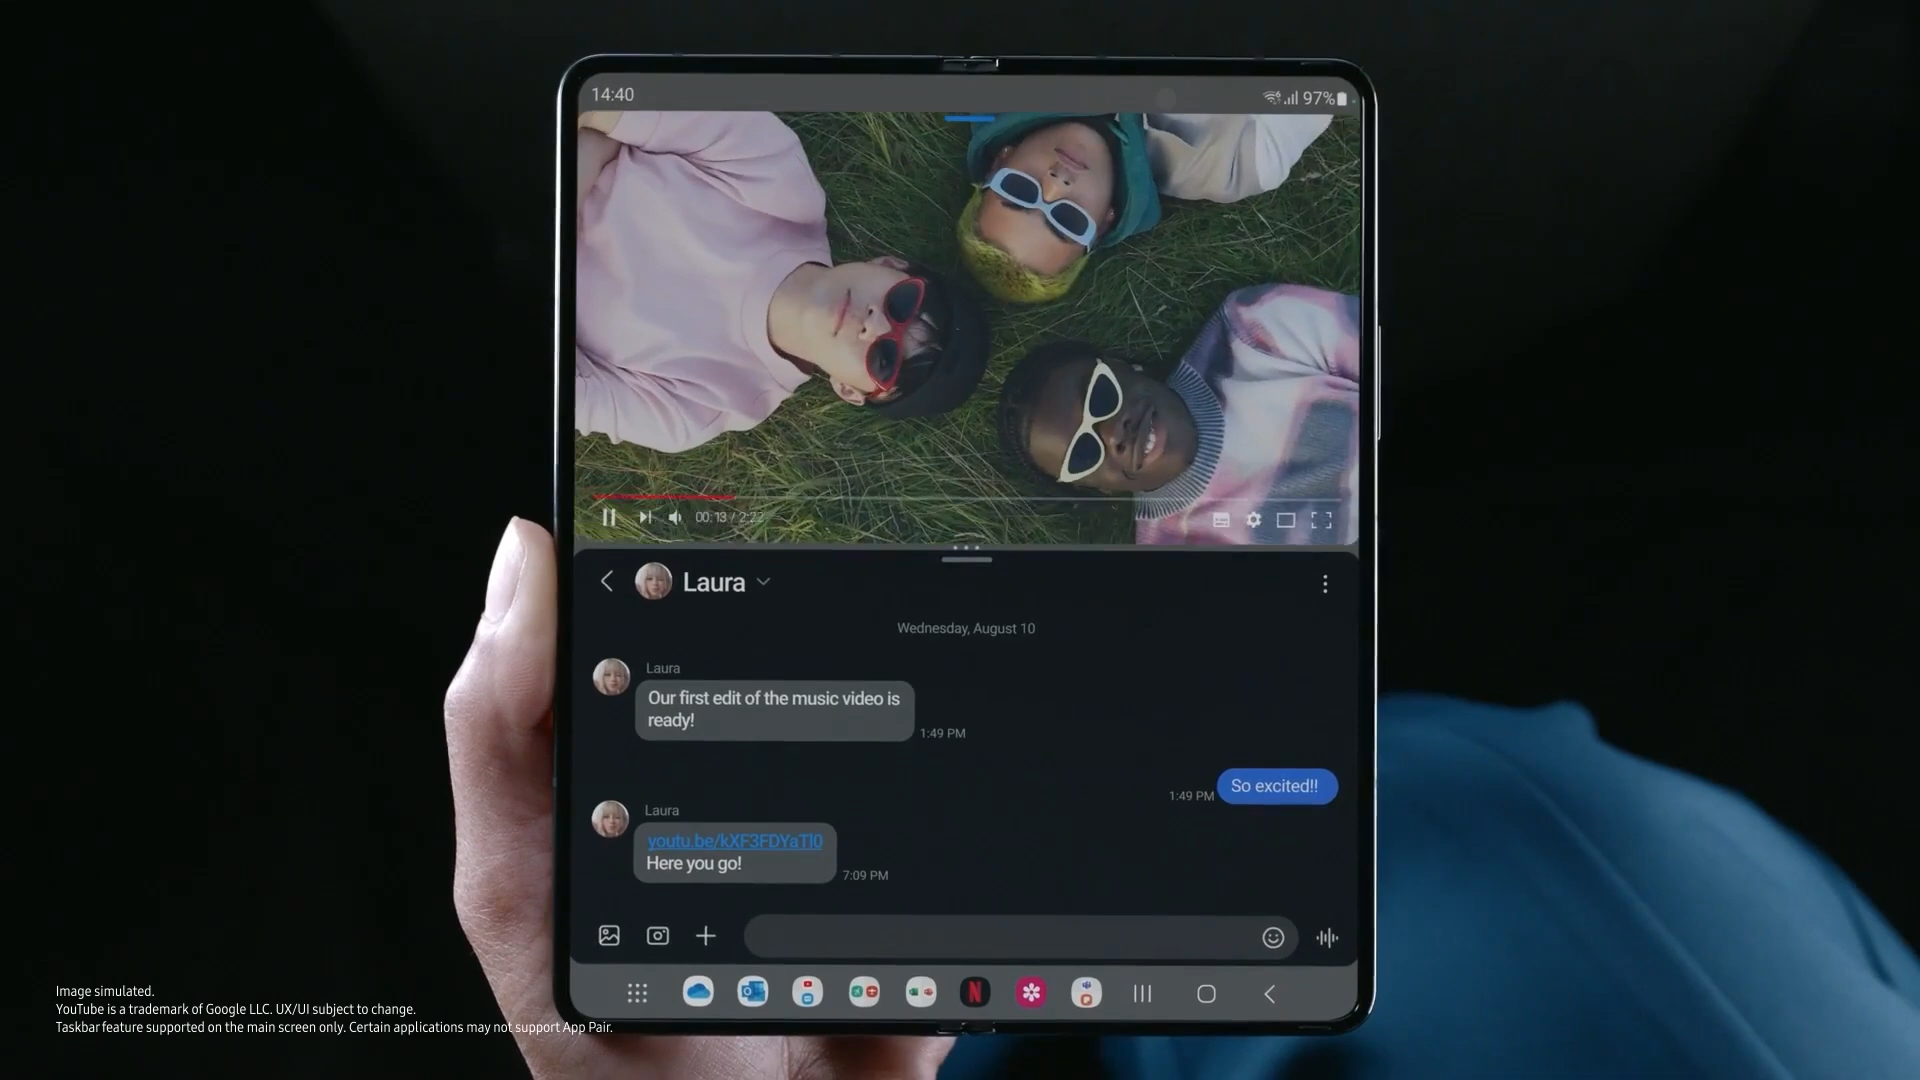 14:40
97%
00:13 / 2:22
Laura
Wednesday, August 10
Laura
Our first edit of the music video is
ready!
1:49 PM
So excited!!
1:49 PM
Laura
youtu.be/kXF3FDYaTl0
Here you go!
7:09 PM
N
Image simulated.
YouTube is a trademark of Google LLC. UX/UI subject to change.
Taskbar feature supported on the main screen only. Certain applications may not support App Pair.